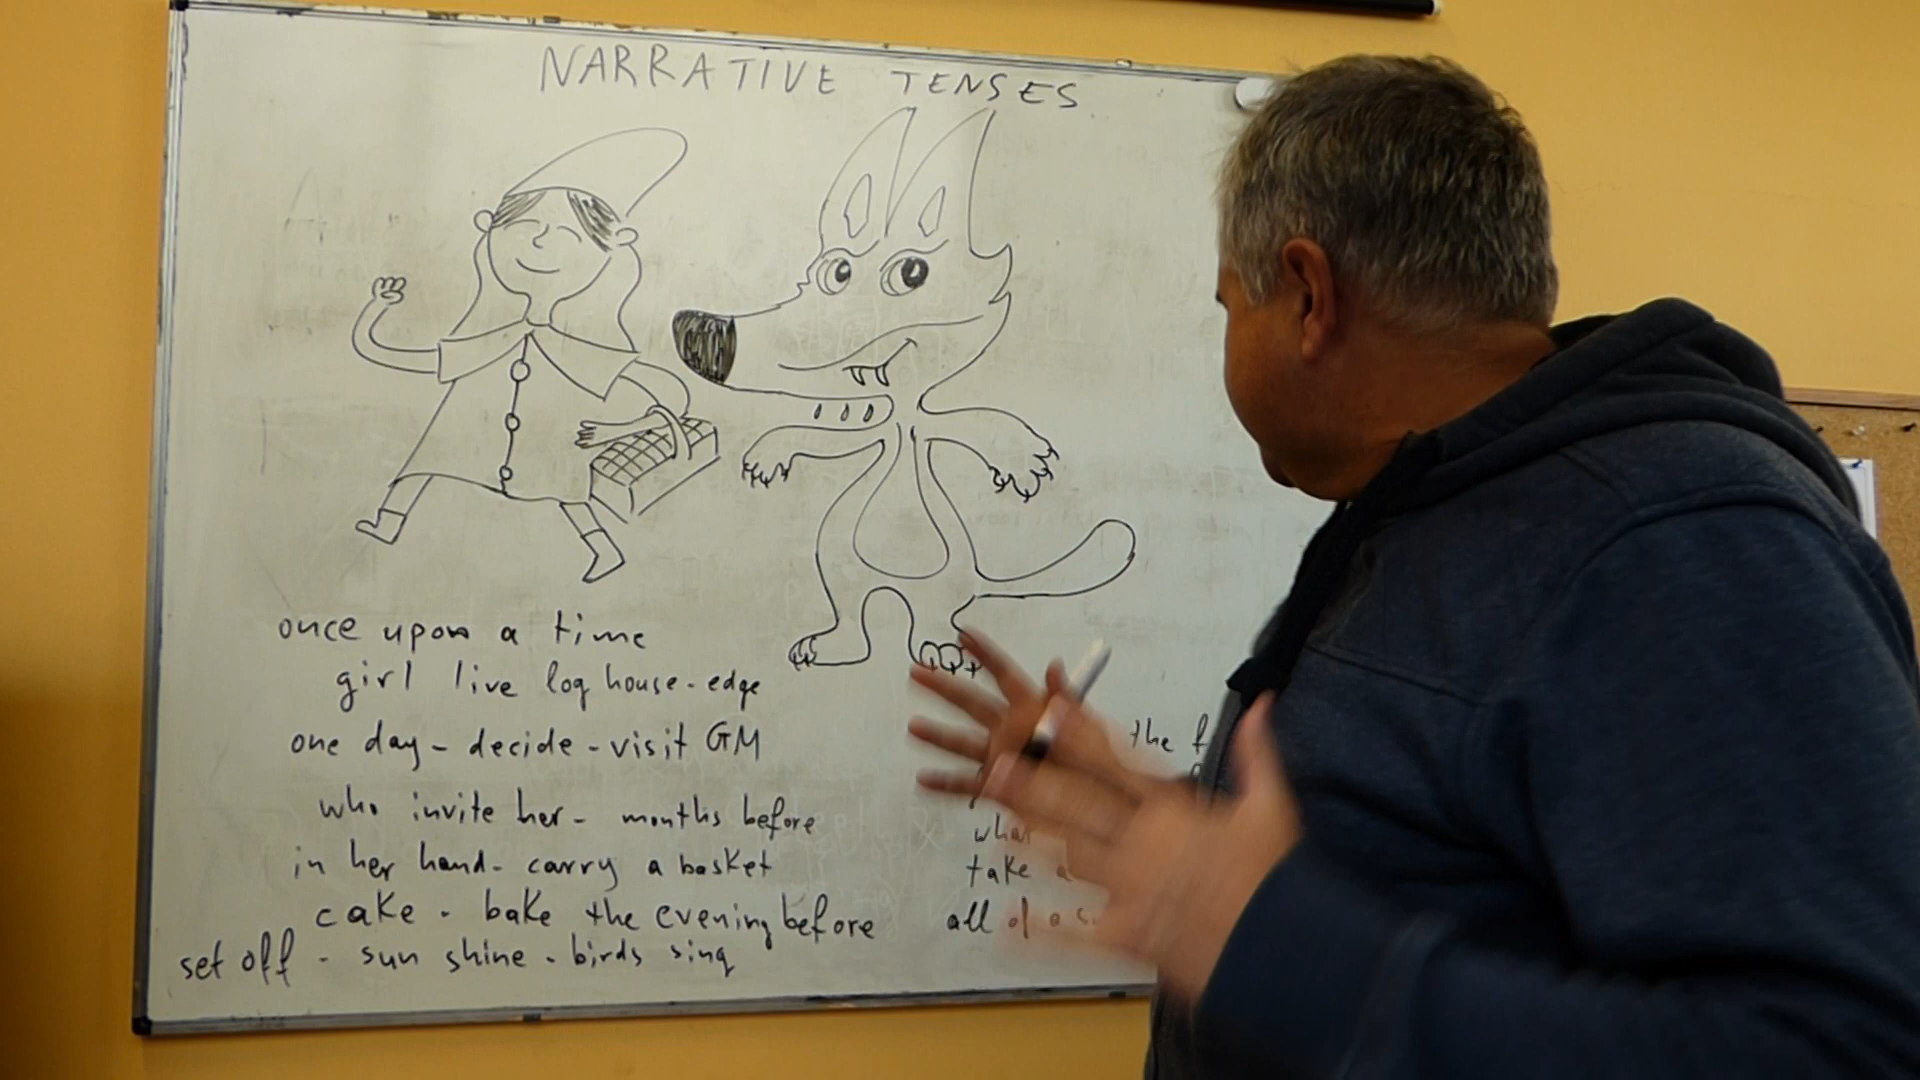 NARRATIVE TENSES
once upon a time
girl live log house - edge
one day - decide - visit GM
who invite her - months before
in her hand - carry a basket
cake - bake the evening before
set off - sun shine - birds sing
the f
what
take a
all of a s